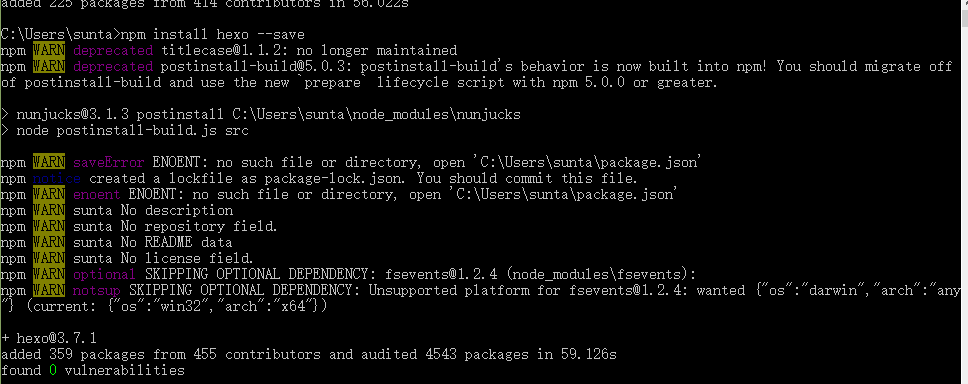 added 225 packages from 414 contributors in 56.022s
C:\Users\sunta>npm install hexo --save
npm WARN deprecated titlecase@1.1.2: no longer maintained
npm WARN deprecated postinstall-build@5.0.3: postinstall-build's behavior is now built into npm! You should migrate off
of postinstall-build and use the new `prepare` lifecycle script with npm 5.0.0 or greater.
> nunjucks@3.1.3 postinstall C:\Users\sunta\node_modules\nunjucks
> node postinstall-build.js src
npm WARN saveError ENOENT: no such file or directory, open 'C:\Users\sunta\package.json'
npm notice created a lockfile as package-lock.json. You should commit this file.
npm WARN enoent ENOENT: no such file or directory, open 'C:\Users\sunta\package.json'
npm WARN sunta No description
npm WARN sunta No repository field.
npm WARN sunta No README data
npm WARN sunta No license field.
npm WARN optional SKIPPING OPTIONAL DEPENDENCY: fsevents@1.2.4 (node_modules\fsevents):
npm WARN notsup SKIPPING OPTIONAL DEPENDENCY: Unsupported platform for fsevents@1.2.4: wanted {"os":"darwin","arch":"any
"} (current: {"os":"win32","arch":"x64"})
+ hexo@3.7.1
added 359 packages from 455 contributors and audited 4543 packages in 59.126s
found 0 vulnerabilities